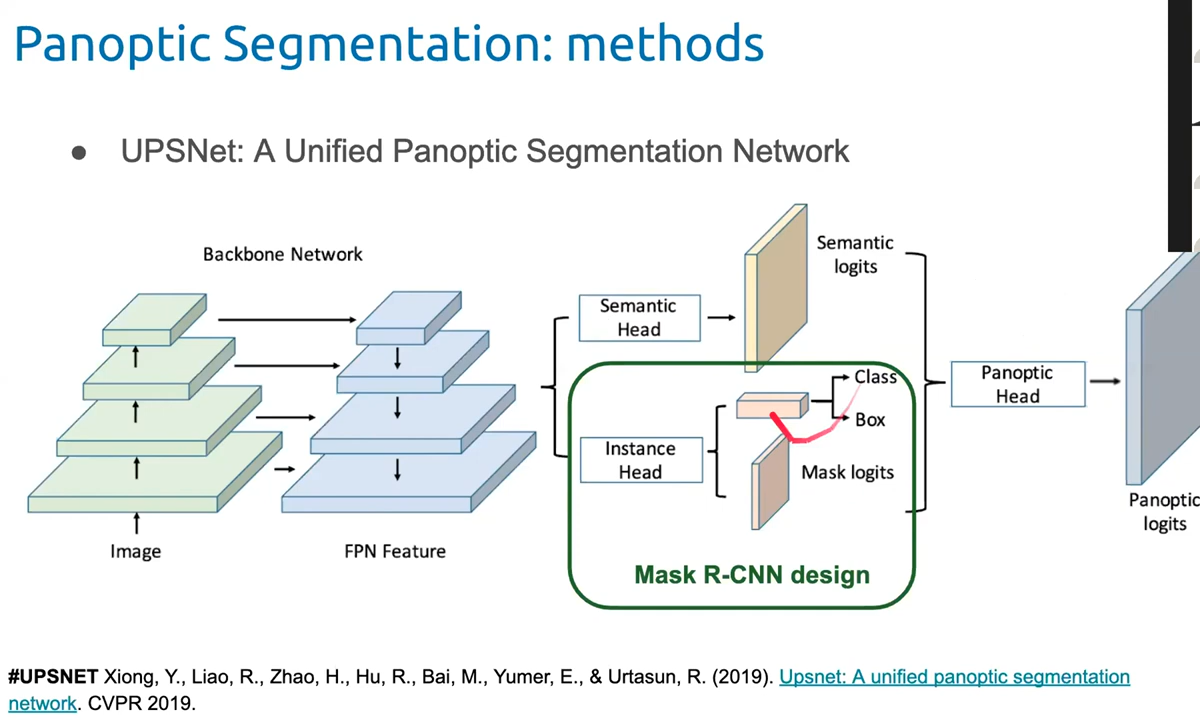 Panoptic Segmentation: methods
● UPSNet: A Unified Panoptic Segmentation Network
Backbone Network
Semantic
logits
Semantic
Head
Class
Panoptic
Head
Box
Instance
Head
Mask logits
Panoptic
logits
Image
FPN Feature
Mask R-CNN design
#UPSNET Xiong, Y., Liao, R., Zhao, H., Hu, R., Bai, M., Yumer, E., & Urtasun, R. (2019). Upsnet: A unified panoptic segmentation
network. CVPR 2019.